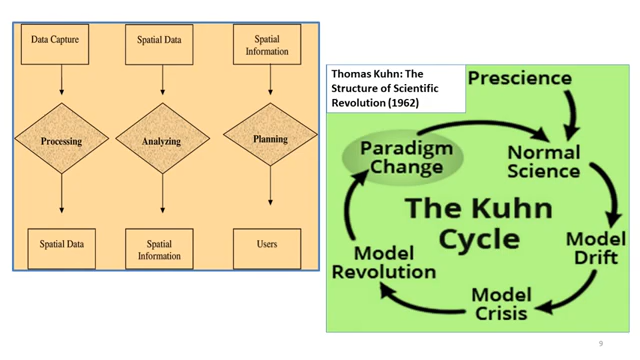 Data Capture
Spatial Data
Spatial
Information
Processing
Analyzing
Planning
Spatial Data
Spatial
Information
Users
Thomas Kuhn: The
Structure of Scientific
Revolution (1962)
Prescience
Normal
Science
Model
Drift
Model
Crisis
Model
Revolution
Paradigm
Change
The Kuhn
Cycle
9